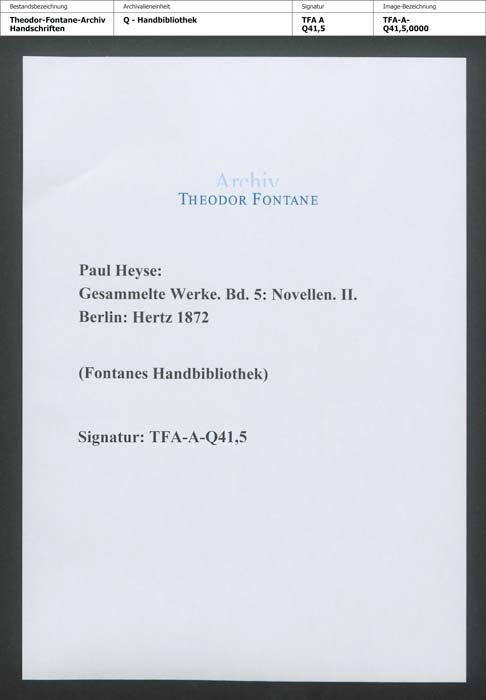 Bestandsbezeichnung Archivalieneinheit Signatur Image-Bezeichnung
Theodor-Fontane-Archiv Q - Handbibliothek TFA A TFA-A-
Handschriften Q41,5 Q41,5,0000
Archiv
THEODOR FONTANE
Paul Heyse:
Gesammelte Werke. Bd. 5: Novellen. II.
Berlin: Hertz 1872
(Fontanes Handbibliothek)
Signatur: TFA-A-Q41,5